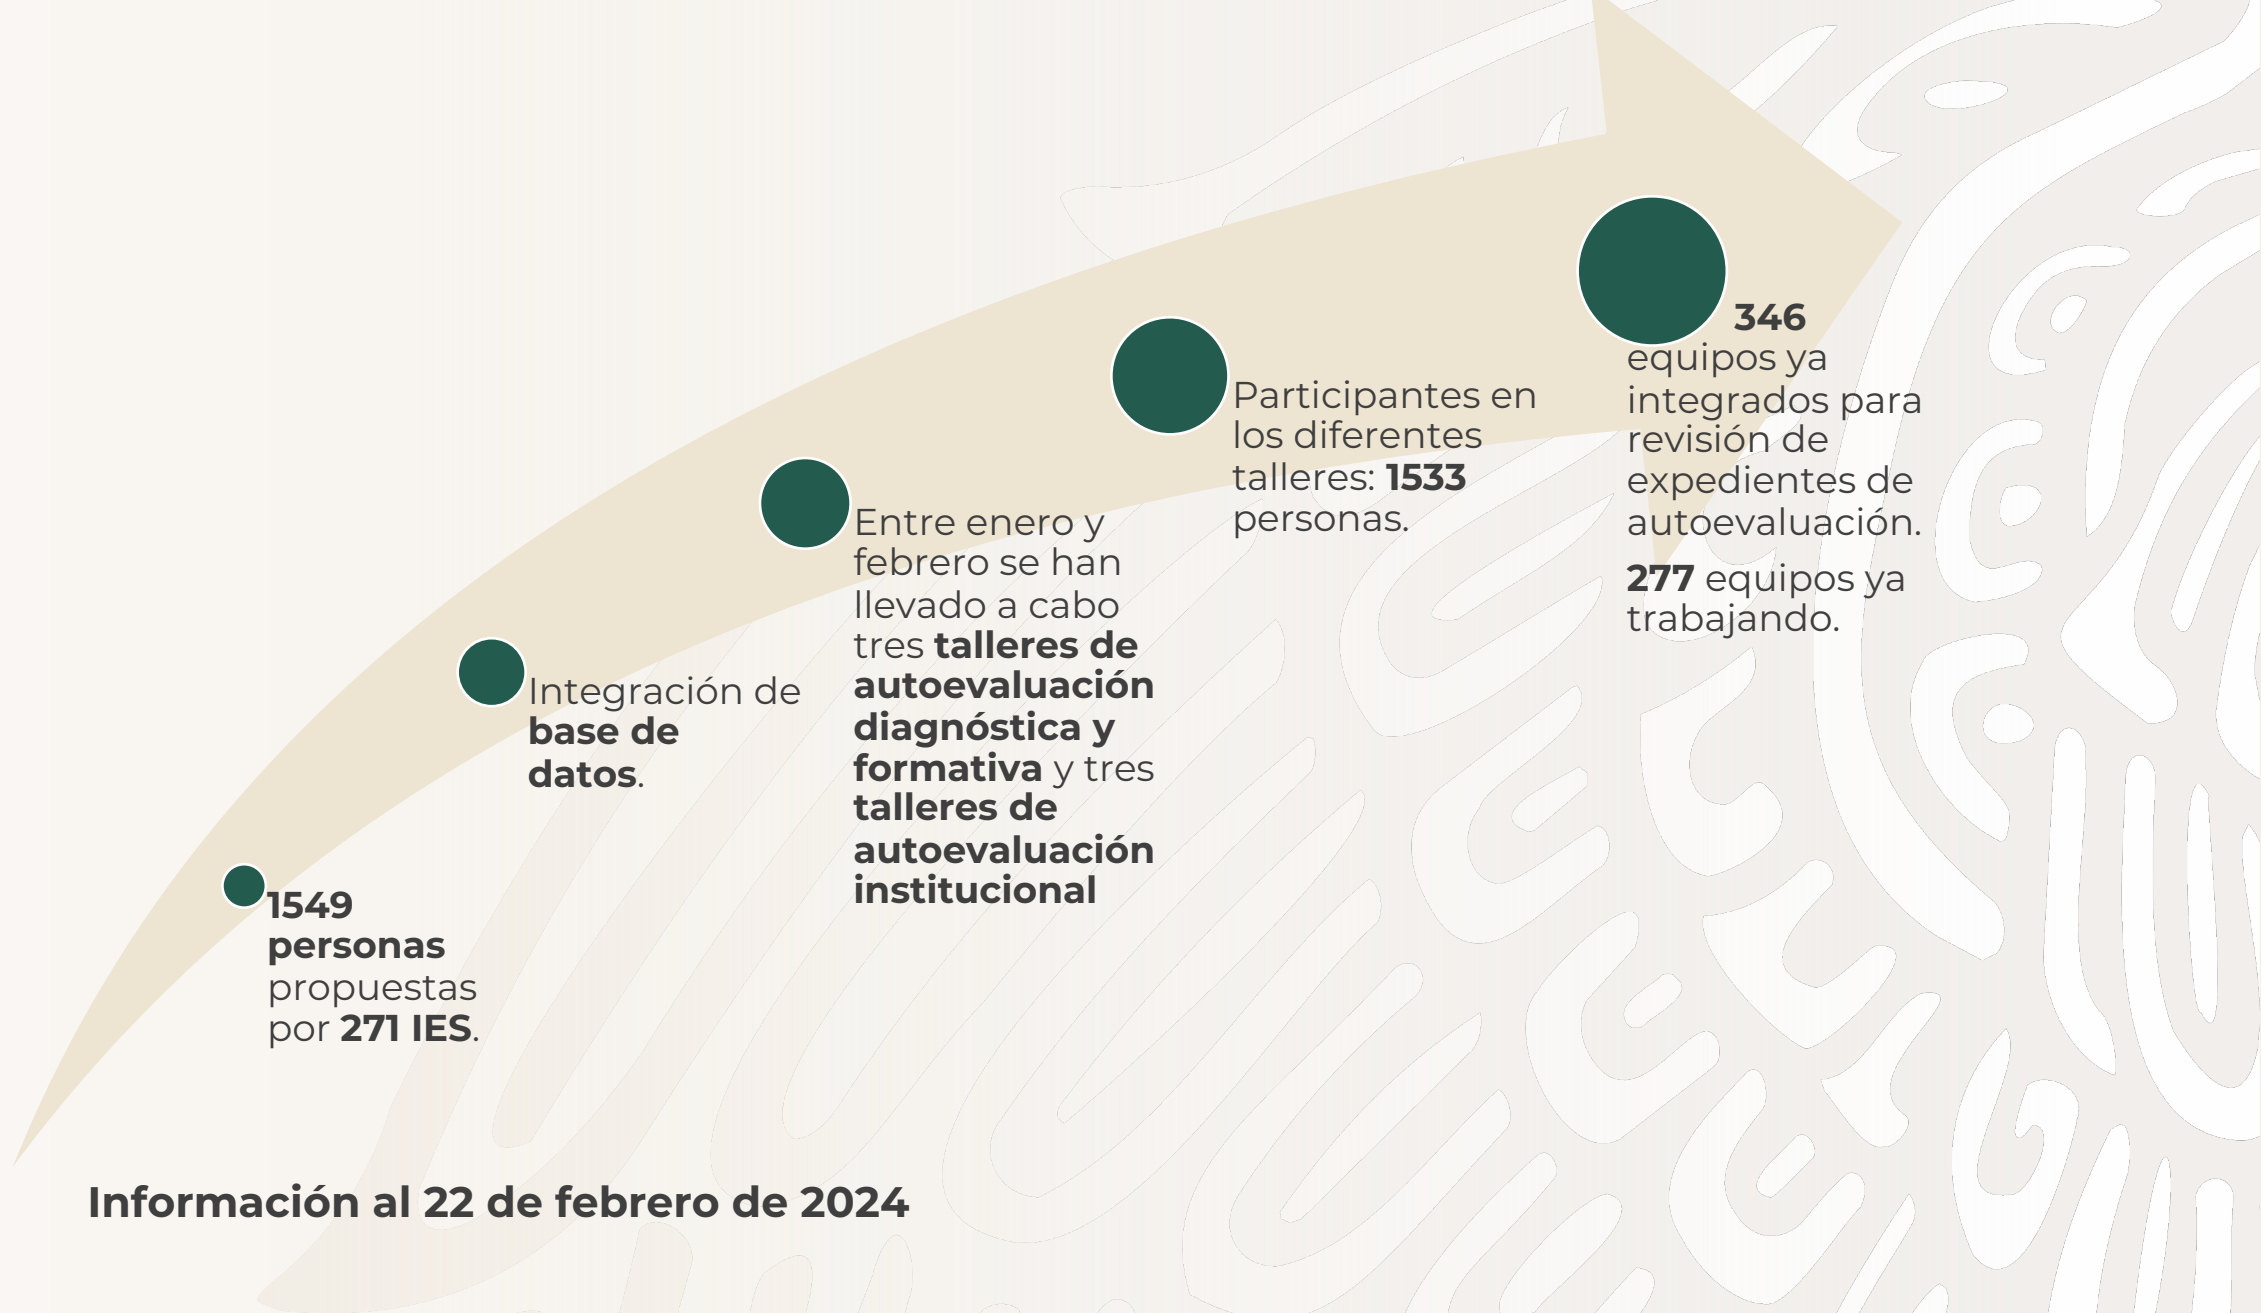 1549
personas
propuestas
por 271 IES.
Integración de
base de
datos.
Entre enero y
febrero se han
llevado a cabo
tres talleres de
autoevaluación
diagnóstica y
formativa y tres
talleres de
autoevaluación
institucional
Participantes en
los diferentes
talleres: 1533
personas.
346
equipos ya
integrados para
revisión de
expedientes de
autoevaluación.
277 equipos ya
trabajando.
Información al 22 de febrero de 2024